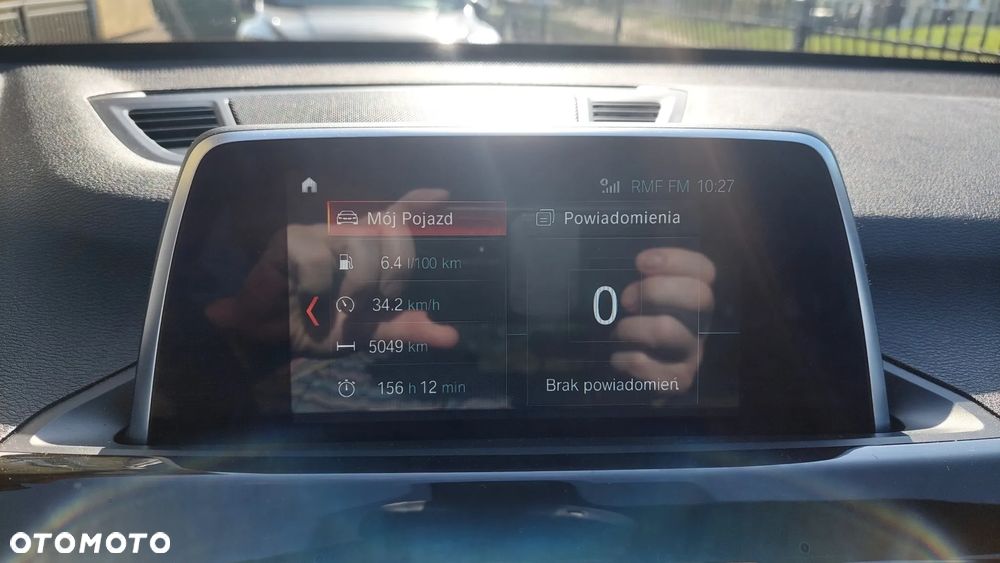 RMF FM 10:27
Mój Pojazd
6.4 l/100 km
34.2 km/h
5049 km
156 h 12 min
Powiadomienia
0
Brak powiadomień
OTOMOTO